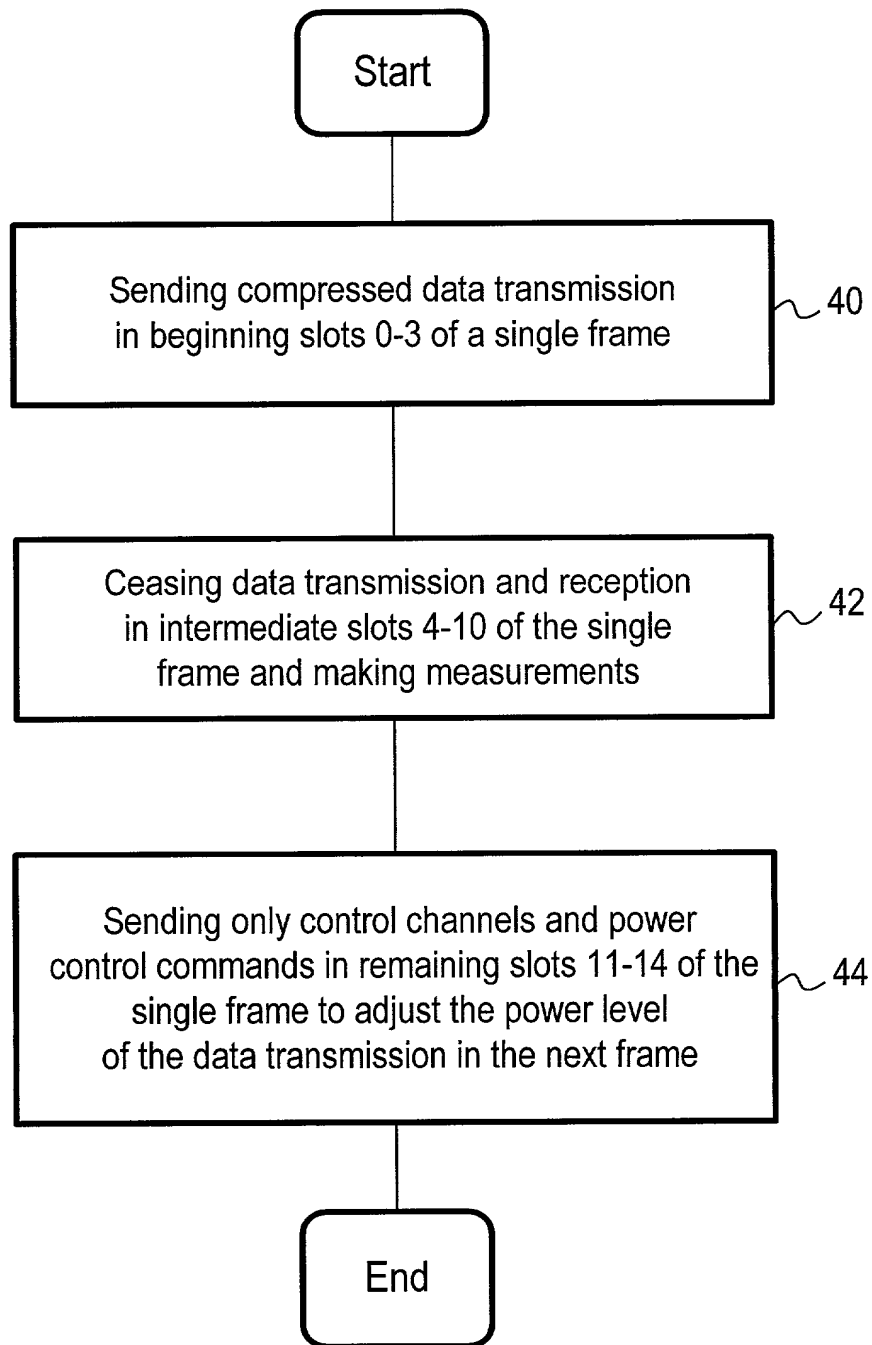 Start
Sending compressed data transmission
in beginning slots 0-3 of a single frame
40
Ceasing data transmission and reception
in intermediate slots 4-10 of the single
frame and making measurements
42
Sending only control channels and power
control commands in remaining slots 11-14 of the
single frame to adjust the power level
of the data transmission in the next frame
44
End